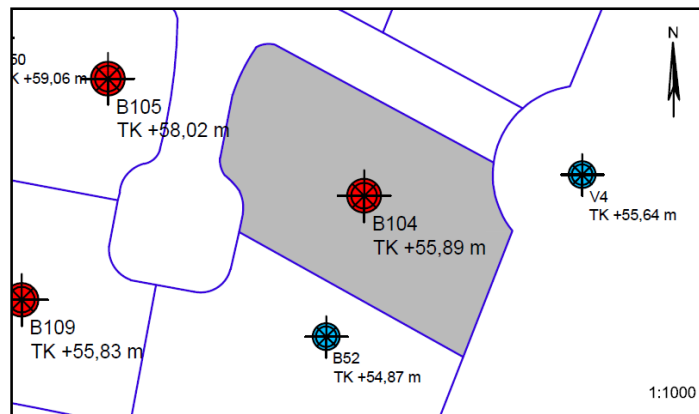 N
50
K +59,06 m
B105
TK +58,02 m
V4
TK +55,64 m
B104
TK +55,89 m
B109
TK +55,83 m
B52
TK +54,87 m
1:1000